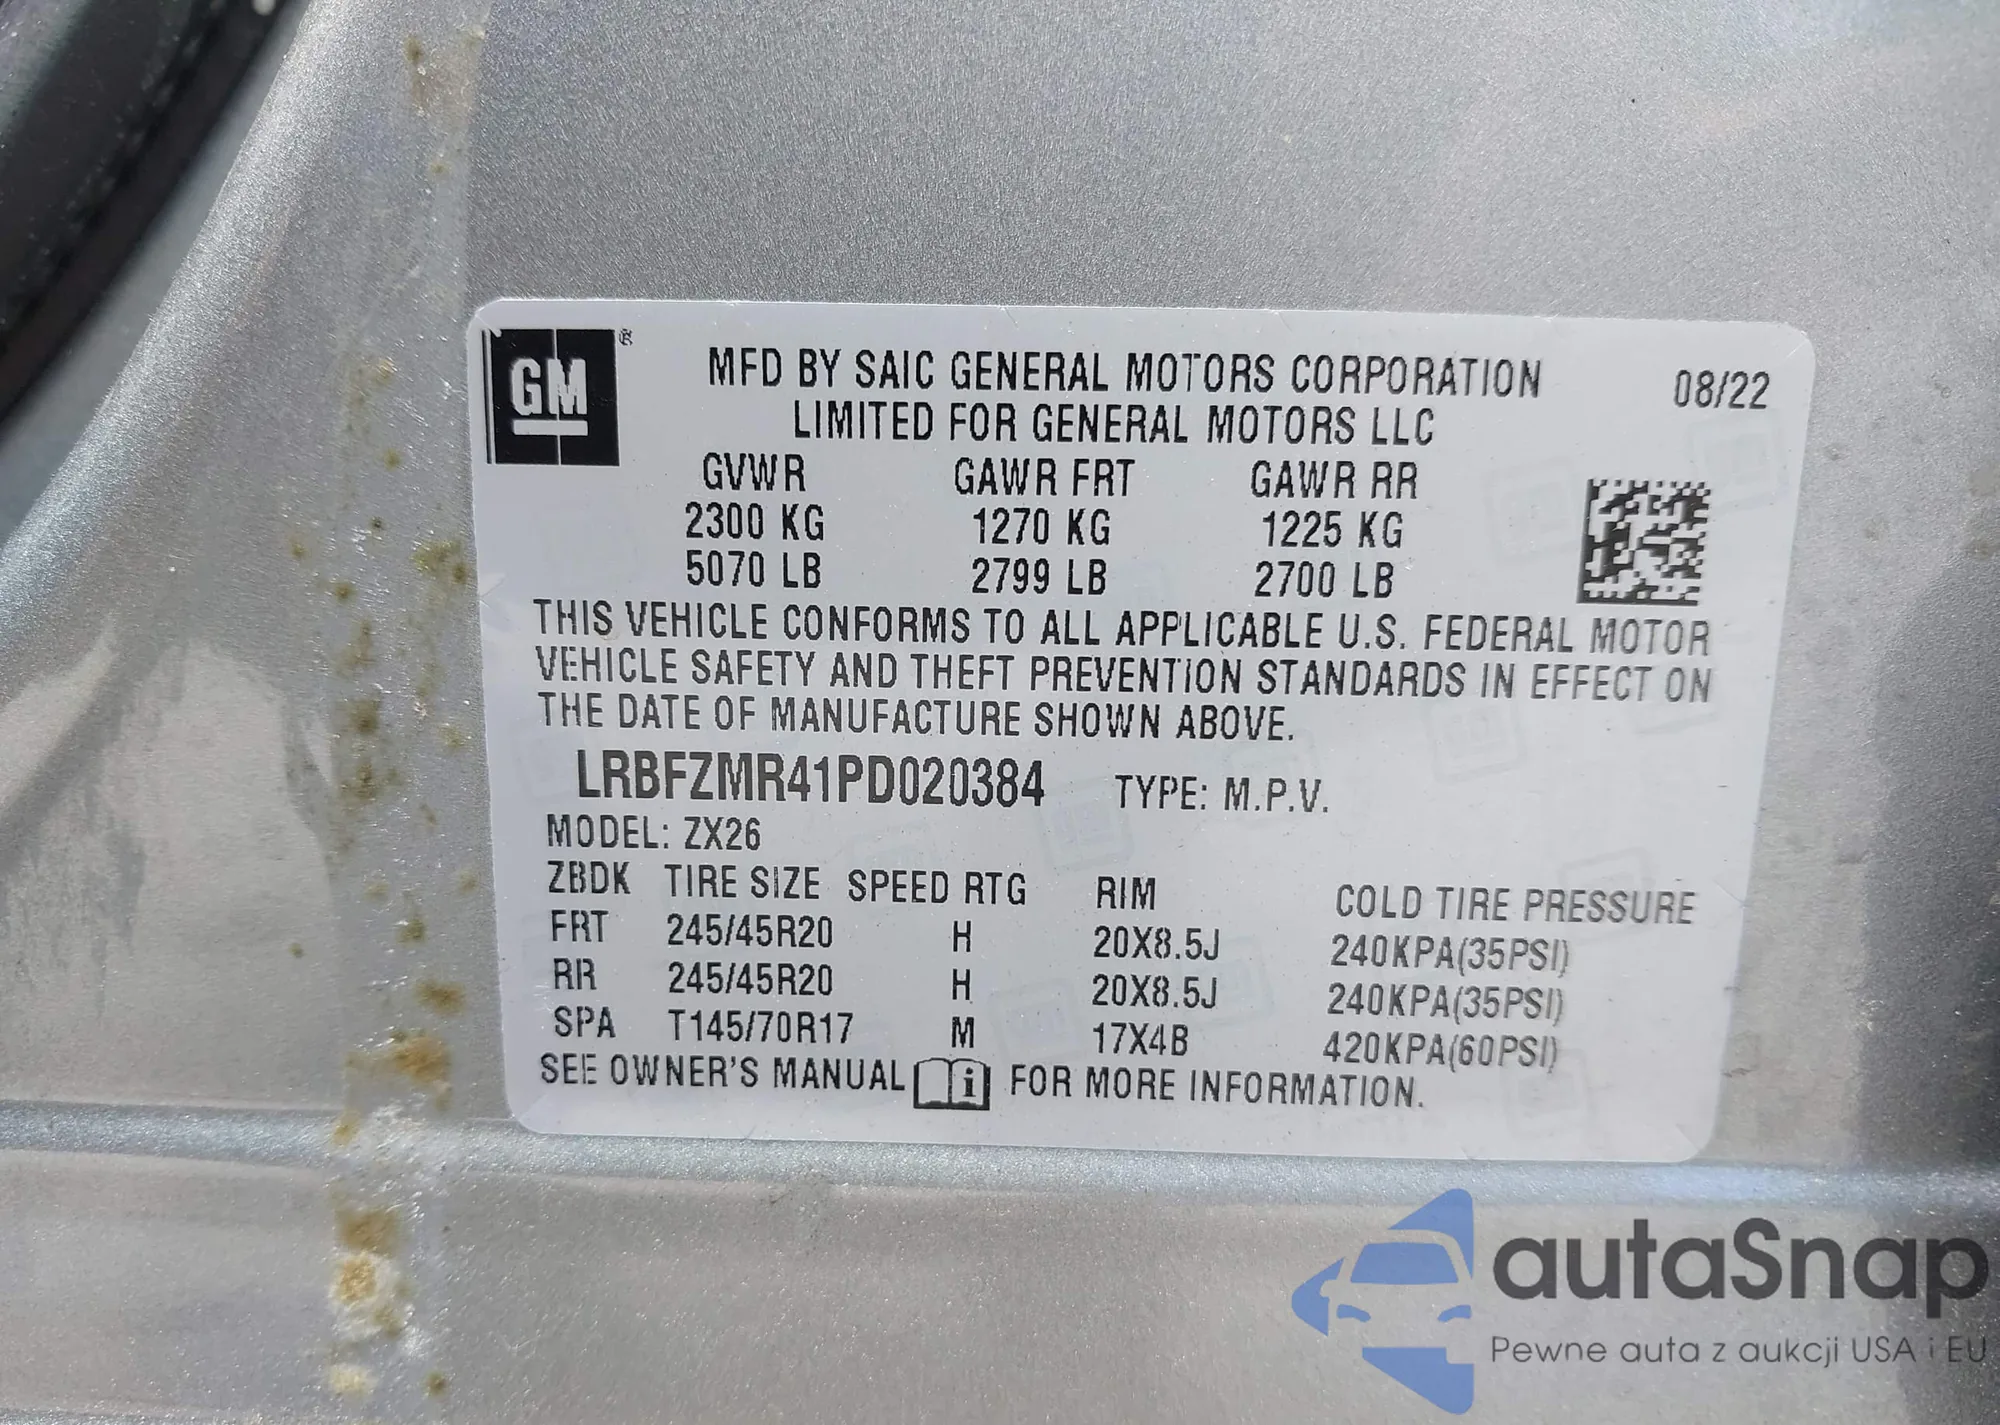 GM ®
MFD BY SAIC GENERAL MOTORS CORPORATION 08/22
LIMITED FOR GENERAL MOTORS LLC
GVWR GAWR FRT GAWR RR
2300 KG 1270 KG 1225 KG
5070 LB 2799 LB 2700 LB
THIS VEHICLE CONFORMS TO ALL APPLICABLE U.S. FEDERAL MOTOR
VEHICLE SAFETY AND THEFT PREVENTION STANDARDS IN EFFECT ON
THE DATE OF MANUFACTURE SHOWN ABOVE.
LRBFZMR41PD020384 TYPE: M.P.V.
MODEL: ZX26
ZBDK TIRE SIZE SPEED RTG RIM COLD TIRE PRESSURE
FRT 245/45R20 H 20X8.5J 240KPA(35PSI)
RR 245/45R20 H 20X8.5J 240KPA(35PSI)
SPA T145/70R17 M 17X4B 420KPA(60PSI)
SEE OWNER'S MANUAL i FOR MORE INFORMATION.
autaSnap
Pewne auta z aukcji USA i EU